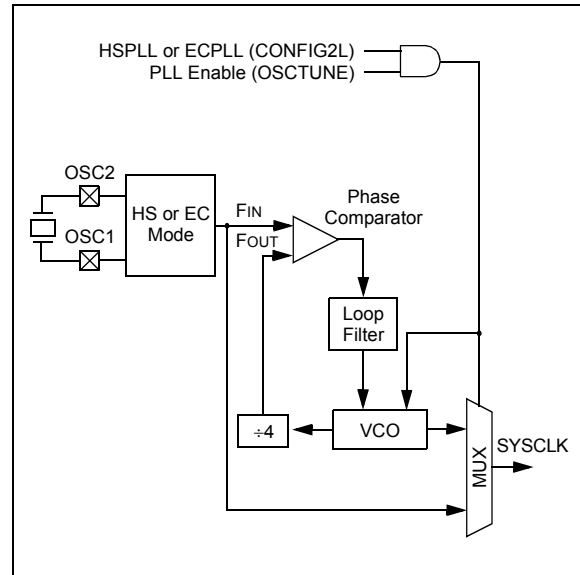 HSPLL or ECPLL (CONFIG2L)
PLL Enable (OSCTUNE)
OSC2
OSC1
HS or EC
Mode
FIN
FOUT
Phase
Comparator
Loop
Filter
÷4
VCO
MUX
SYSCLK